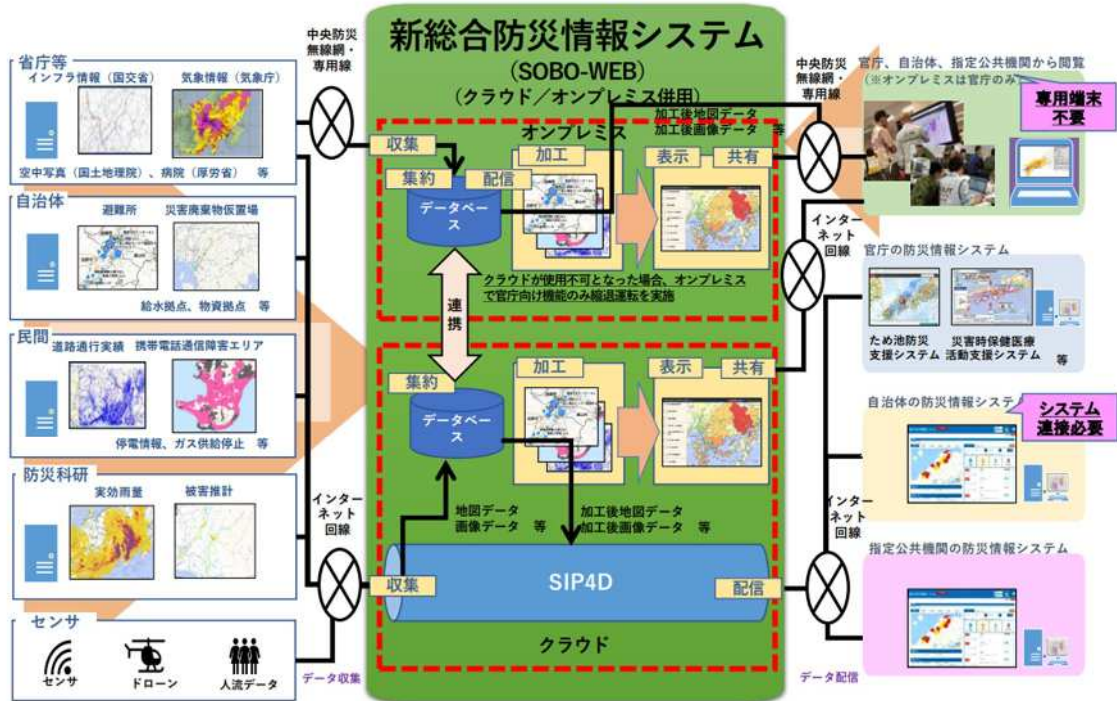 新総合防災情報システム
(SOBO-WEB)
(クラウド／オンプレミス併用)
省庁等
インフラ情報（国交省）
気象情報（気象庁）
空中写真（国土地理院）、病院（厚労省）　等
自治体
避難所
災害廃棄物仮置場
給水拠点、物資拠点　等
民間
道路通行実績
携帯電話通信障害エリア
停電情報、ガス供給停止　等
防災科研
実効雨量
被害推計
センサ
センサ
ドローン
人流データ
中央防災
無線網・
専用線
インター
ネット
回線
データ収集
オンプレミス
収集
集約
配信
データベー
ス
加工
加工後地図データ
加工後画像データ　等
表示
共有
クラウドが使用不可となった場合、オンプレミス
で官庁向け機能のみ縮退運転を実施
連携
集約
データベー
ス
加工
表示
共有
地図データ
画像データ　等
加工後地図データ
加工後画像データ　等
収集
SIP4D
配信
クラウド
中央防災
無線網・
専用線
インター
ネット
回線
インター
ネット
回線
データ配信
官庁、自治体、指定公共機関から閲覧
（※オンプレミスは官庁のみ
専用端末
不要
官庁の防災情報システム
ため池防災
支援システム
災害時保健医療
活動支援システム
等
自治体の防災情報システム
システム
連接必要
指定公共機関の防災情報システム